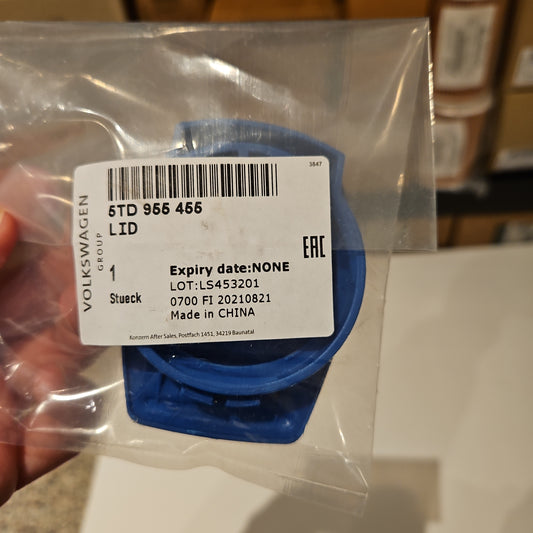 3847
5TD 955 455
LID
VOLKSWAGEN
GROUP
EAC
1
Stueck
Expiry date:NONE
LOT:LS453201
0700 FI 20210821
Made in CHINA
Konzern After Sales, Postfach 1451, 34219 Baunatal